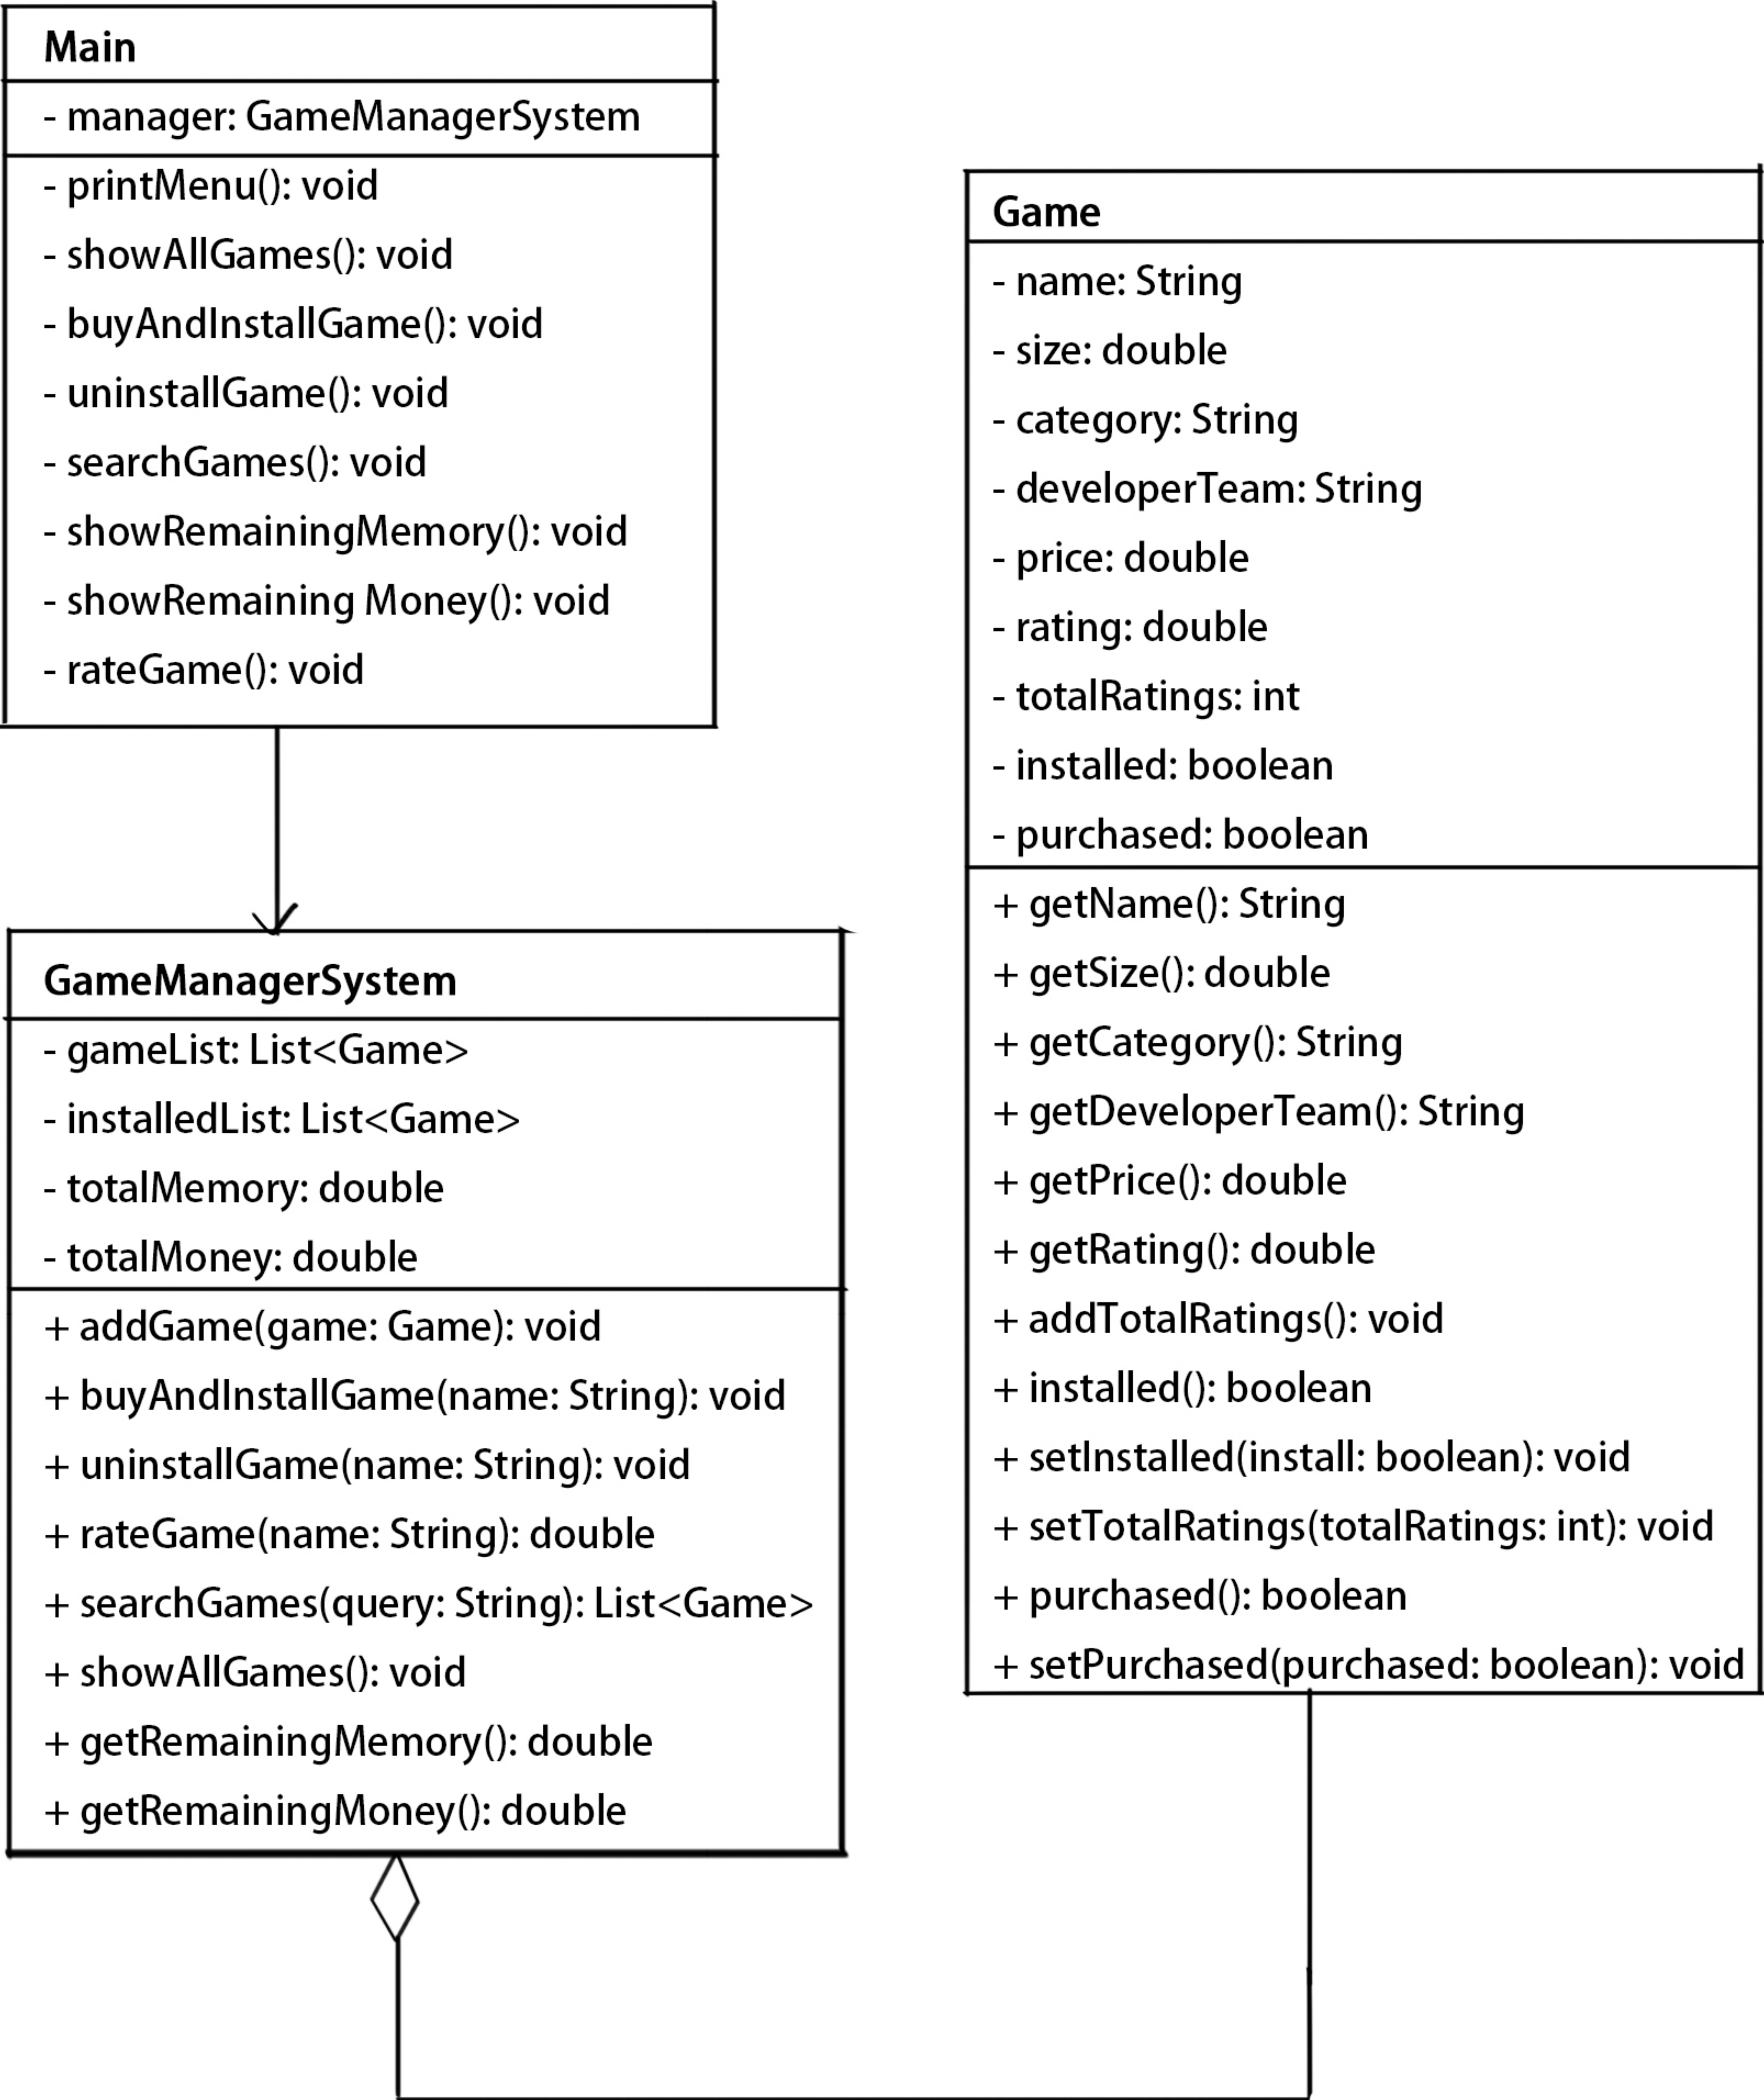 Main
- manager: GameManagerSystem
- printMenu(): void
- showAllGames(): void
- buyAndInstallGame(): void
- uninstallGame(): void
- searchGames(): void
- showRemainingMemory(): void
- showRemaining Money(): void
- rateGame(): void
GameManagerSystem
- gameList: List<Game>
- installedList: List<Game>
- totalMemory: double
- totalMoney: double
+ addGame(game: Game): void
+ buyAndInstallGame(name: String): void
+ uninstallGame(name: String): void
+ rateGame(name: String): double
+ searchGames(query: String): List<Game>
+ showAllGames(): void
+ getRemainingMemory(): double
+ getRemainingMoney(): double
Game
- name: String
- size: double
- category: String
- developerTeam: String
- price: double
- rating: double
- totalRatings: int
- installed: boolean
- purchased: boolean
+ getName(): String
+ getSize(): double
+ getCategory(): String
+ getDeveloperTeam(): String
+ getPrice(): double
+ getRating(): double
+ addTotalRatings(): void
+ installed(): boolean
+ setInstalled(install: boolean): void
+ setTotalRatings(totalRatings: int): void
+ purchased(): boolean
+ setPurchased(purchased: boolean): void